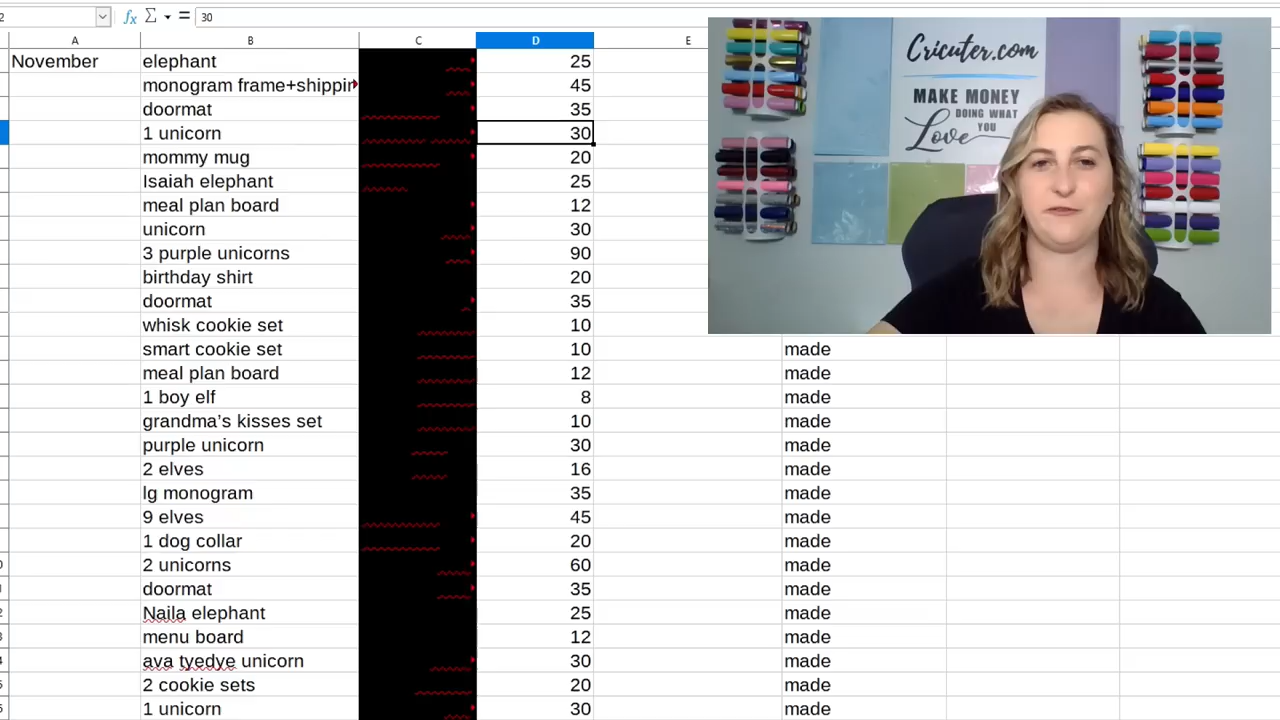 2 Σ = 30
A B C D E
November elephant 25
monogram frame+shippin 45
doormat 35
1 unicorn 30
mommy mug 20
Isaiah elephant 25
meal plan board 12
unicorn 30
3 purple unicorns 90
birthday shirt 20
doormat 35
whisk cookie set 10
smart cookie set 10 made
meal plan board 12 made
1 boy elf 8 made
grandma's kisses set 10 made
purple unicorn 30 made
2 elves 16 made
lg monogram 35 made
9 elves 45 made
1 dog collar 20 made
2 unicorns 60 made
doormat 35 made
Naila elephant 25 made
menu board 12 made
ava tyedye unicorn 30 made
2 cookie sets 20 made
1 unicorn 30 made
Cricuter.com
MAKE MONEY
DOING WHAT
YOU
Love